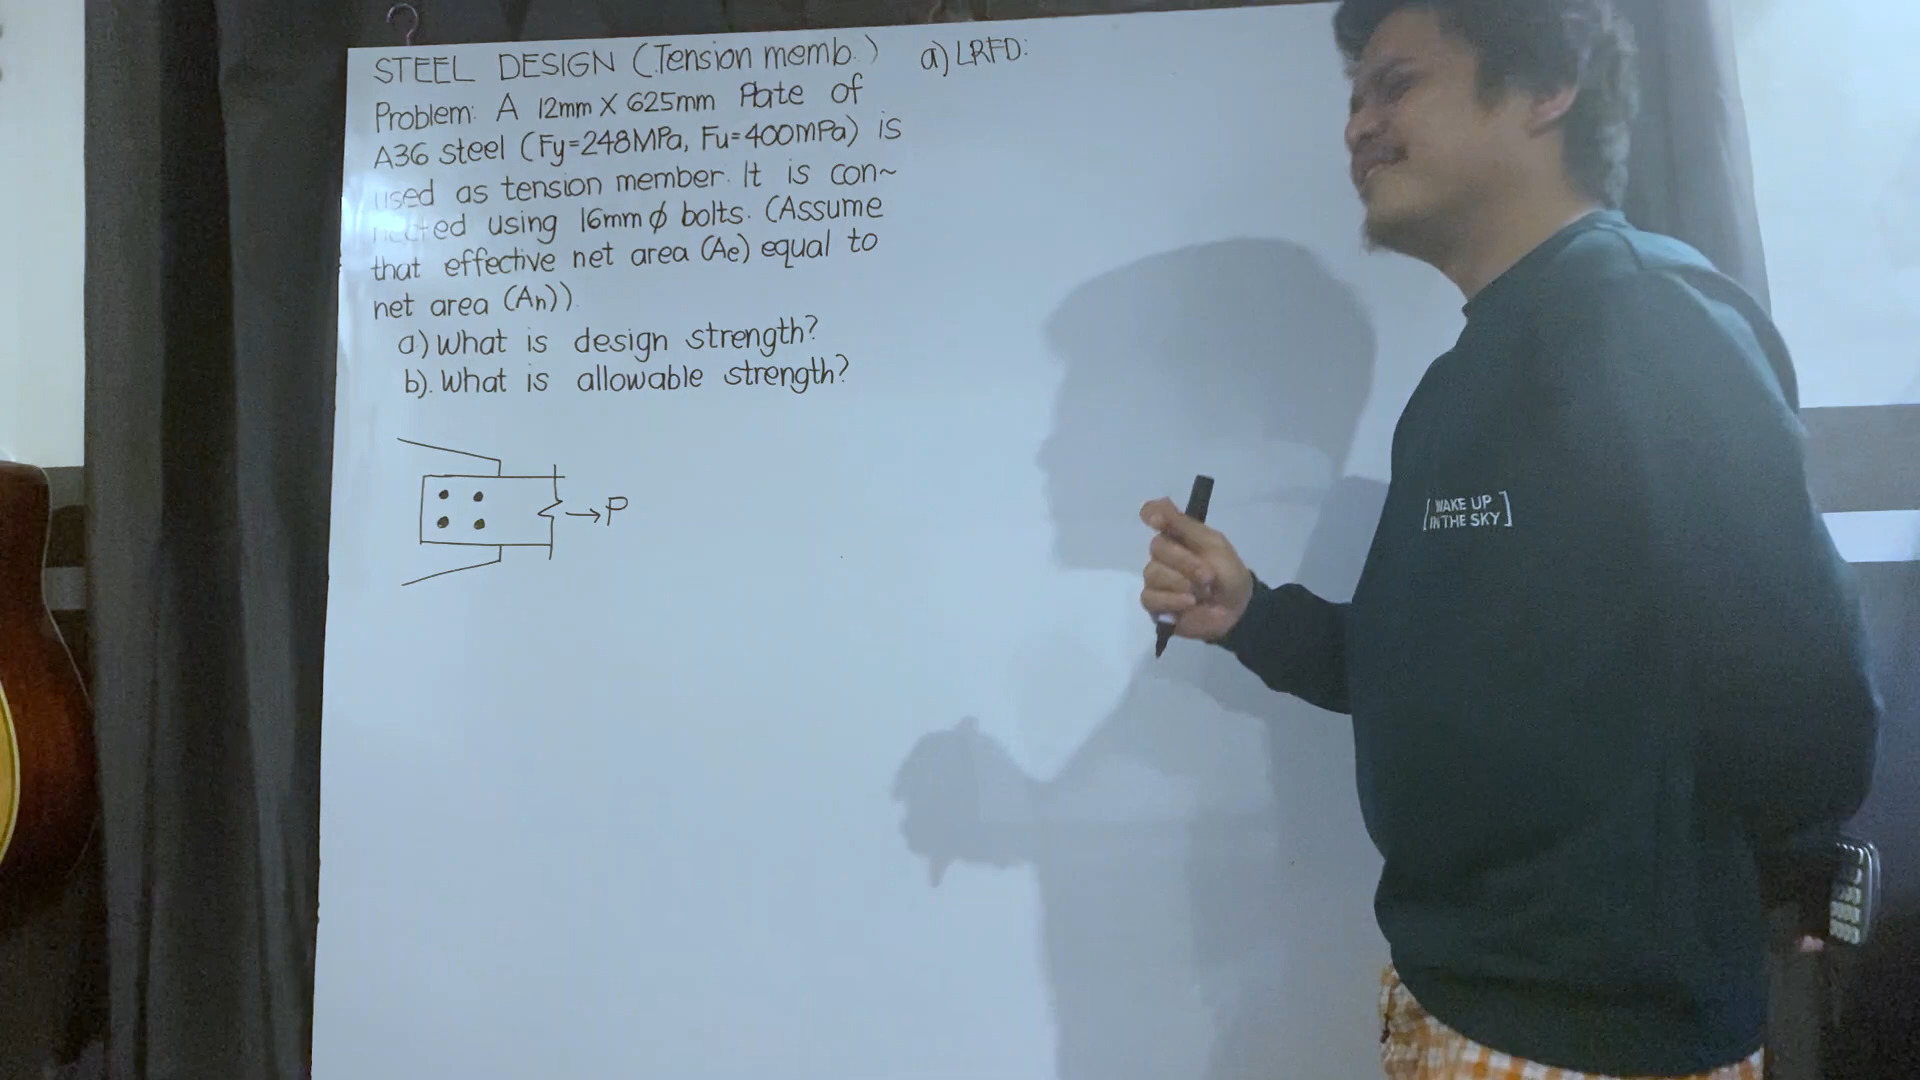 STEEL DESIGN (Tension memb.)
Problem: A 12mm X 625mm Plate of
A36 steel (Fy=248MPa, Fu=400MPa) is
used as tension member. It is con~
nected using 16mm ϕ bolts. (Assume
that effective net area (Ae) equal to
net area (An)).
a) What is design strength?
b). What is allowable strength?
→P
a) LRFD:
[WAKE UP
IN THE SKY]